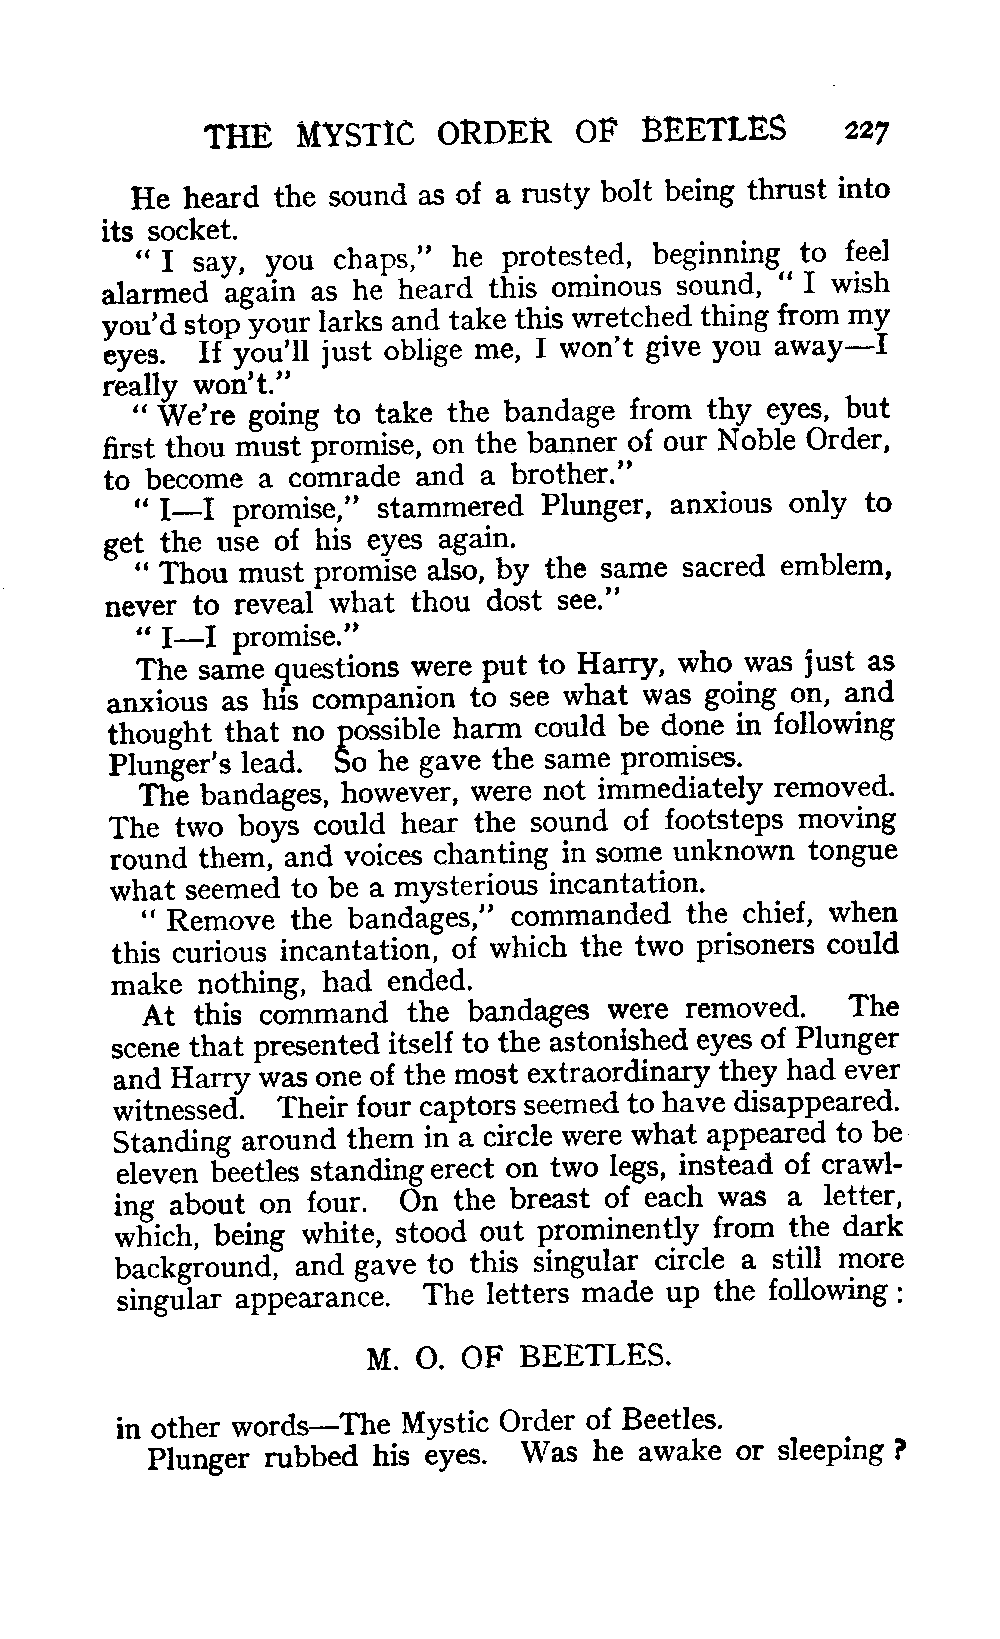 THE MYSTIC ORDER OF BEETLES 227
He heard the sound as of a rusty bolt being thrust into
its socket.
" I say, you chaps," he protested, beginning to feel
alarmed again as he heard this ominous sound, " I wish
you'd stop your larks and take this wretched thing from my
eyes. If you'll just oblige me, I won't give you away—I
really won't."
" We're going to take the bandage from thy eyes, but
first thou must promise, on the banner of our Noble Order,
to become a comrade and a brother."
" I—I promise," stammered Plunger, anxious only to
get the use of his eyes again.
" Thou must promise also, by the same sacred emblem,
never to reveal what thou dost see."
" I—I promise."
The same questions were put to Harry, who was just as
anxious as his companion to see what was going on, and
thought that no possible harm could be done in following
Plunger's lead. So he gave the same promises.
The bandages, however, were not immediately removed.
The two boys could hear the sound of footsteps moving
round them, and voices chanting in some unknown tongue
what seemed to be a mysterious incantation.
" Remove the bandages," commanded the chief, when
this curious incantation, of which the two prisoners could
make nothing, had ended.
At this command the bandages were removed. The
scene that presented itself to the astonished eyes of Plunger
and Harry was one of the most extraordinary they had ever
witnessed. Their four captors seemed to have disappeared.
Standing around them in a circle were what appeared to be
eleven beetles standing erect on two legs, instead of crawl-
ing about on four. On the breast of each was a letter,
which, being white, stood out prominently from the dark
background, and gave to this singular circle a still more
singular appearance. The letters made up the following :
M. O. OF BEETLES.
in other words—The Mystic Order of Beetles.
Plunger rubbed his eyes. Was he awake or sleeping ?